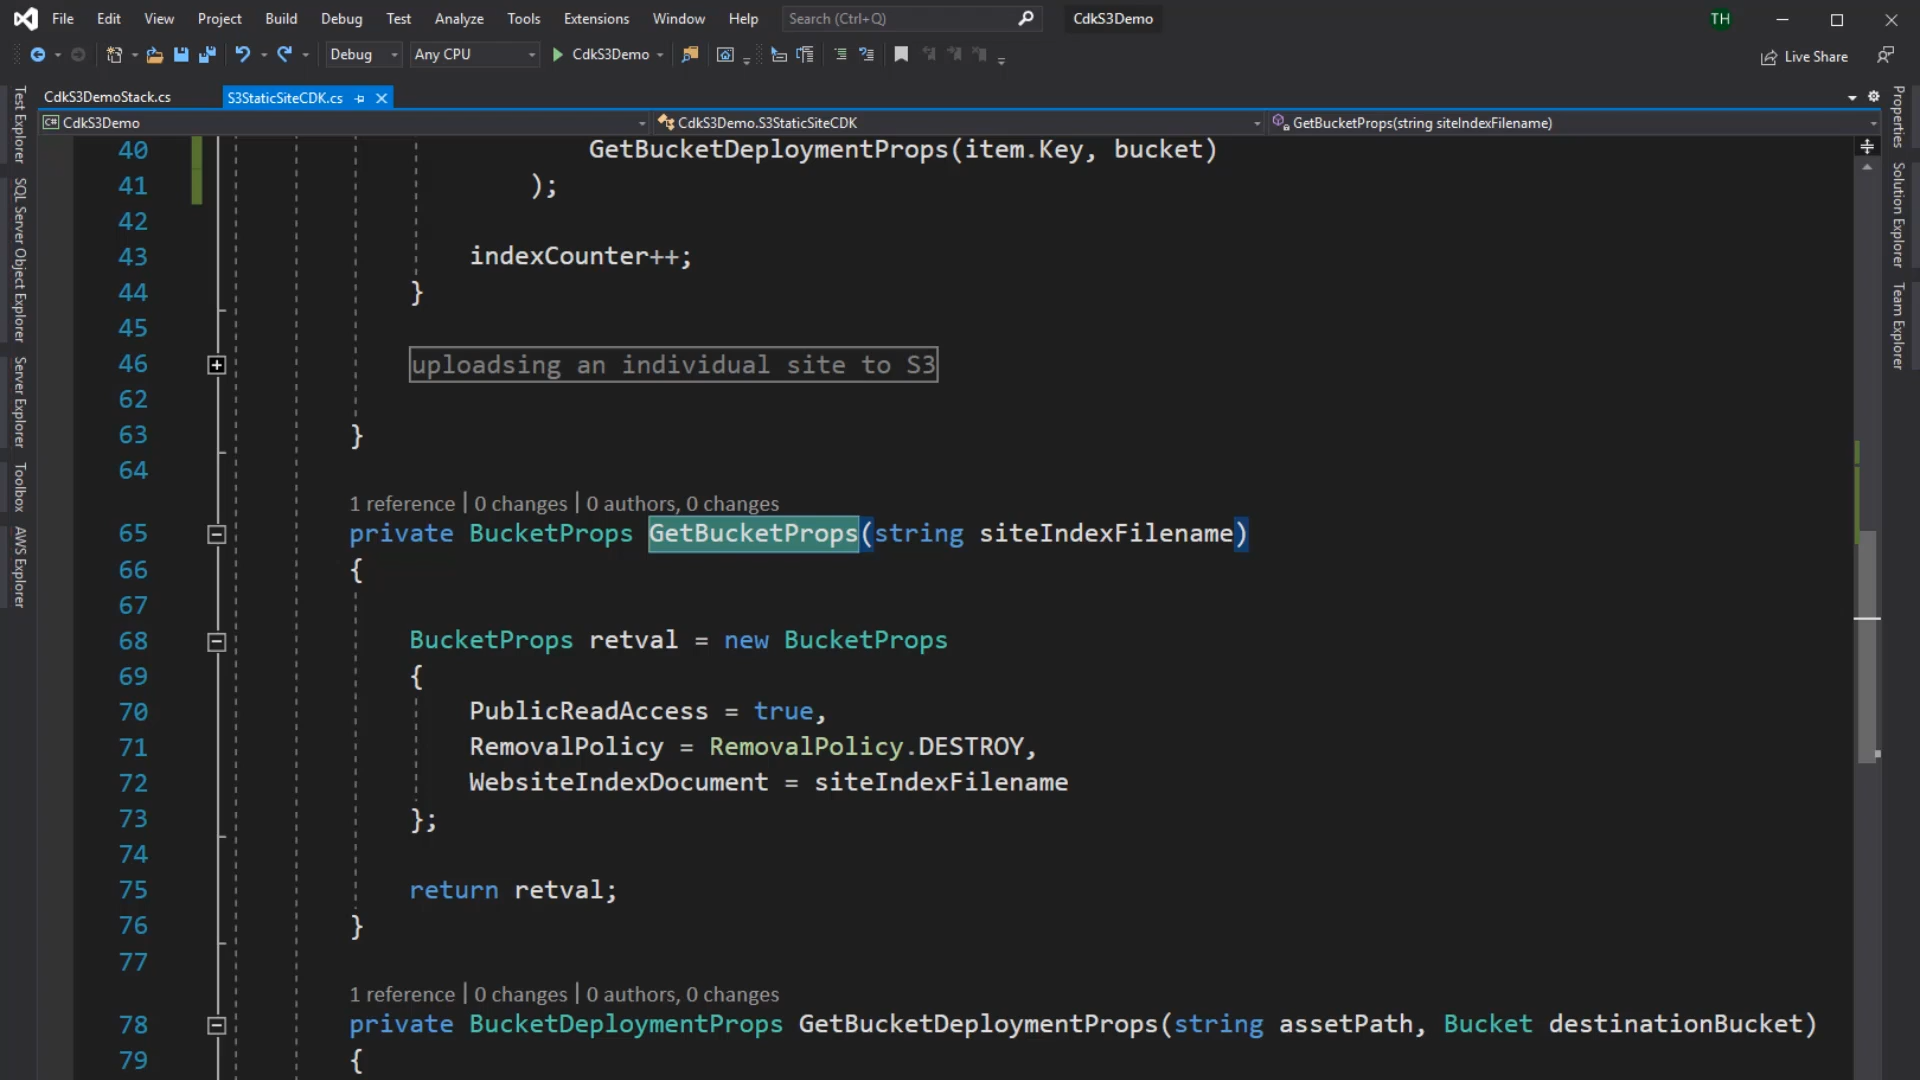 File Edit View Project Build Debug Test Analyze Tools Extensions Window Help Search (Ctrl+Q) CdkS3Demo TH
Debug Any CPU CdkS3Demo Live Share
CdkS3DemoStack.cs S3StaticSiteCDK.cs
C# CdkS3Demo CdkS3Demo.S3StaticSiteCDK GetBucketProps(string siteIndexFilename)
Test Explorer
SQL Server Object Explorer
Server Explorer
Toolbox
AWS Explorer
40 GetBucketDeploymentProps(item.Key, bucket)
41 );
42
43 indexCounter++;
44 }
45
46 uploadsing an individual site to S3
62
63 }
64
1 reference | 0 changes | 0 authors, 0 changes
65 private BucketProps GetBucketProps(string siteIndexFilename)
66 {
67
68 BucketProps retval = new BucketProps
69 {
70 PublicReadAccess = true,
71 RemovalPolicy = RemovalPolicy.DESTROY,
72 WebsiteIndexDocument = siteIndexFilename
73 };
74
75 return retval;
76 }
77
1 reference | 0 changes | 0 authors, 0 changes
78 private BucketDeploymentProps GetBucketDeploymentProps(string assetPath, Bucket destinationBucket)
79 {
Properties
Solution Explorer
Team Explorer